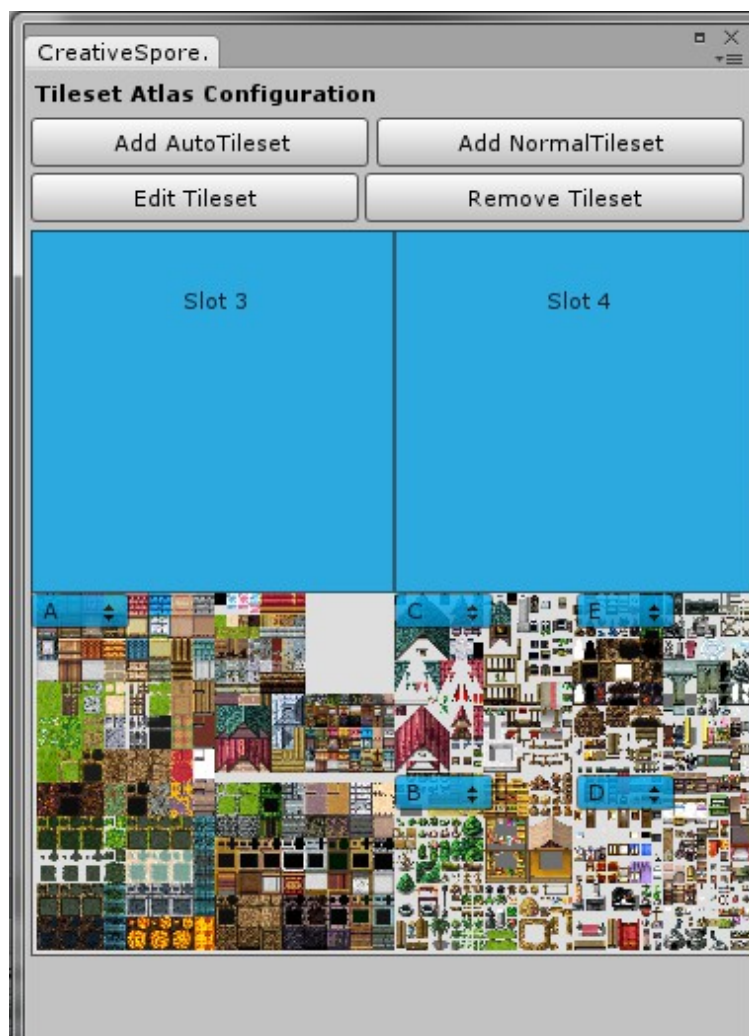 CreativeSpore.
Tileset Atlas Configuration
Add AutoTileset
Add NormalTileset
Edit Tileset
Remove Tileset
Slot 3
Slot 4
A
C
E
B
D